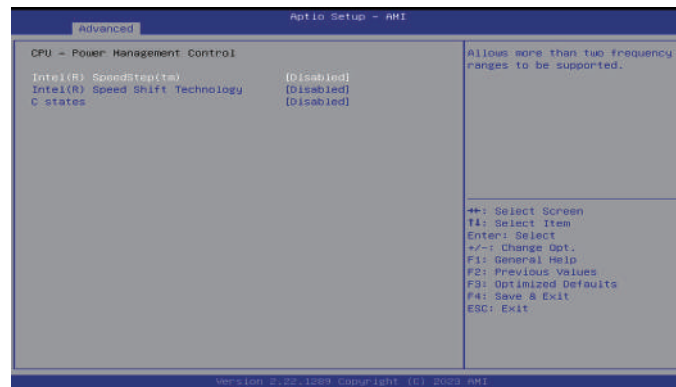 Aptio Setup - AMI
Advanced
CPU - Power Management Control
Intel(R) SpeedStep(tm) [Disabled]
Intel(R) Speed Shift Technology [Disabled]
C states [Disabled]
Allows more than two frequency
ranges to be supported.
→←: Select Screen
↑↓: Select Item
Enter: Select
+/-: Change Opt.
F1: General Help
F2: Previous Values
F3: Optimized Defaults
F4: Save & Exit
ESC: Exit
Version 2.22.1289 Copyright (C) 2023 AMI